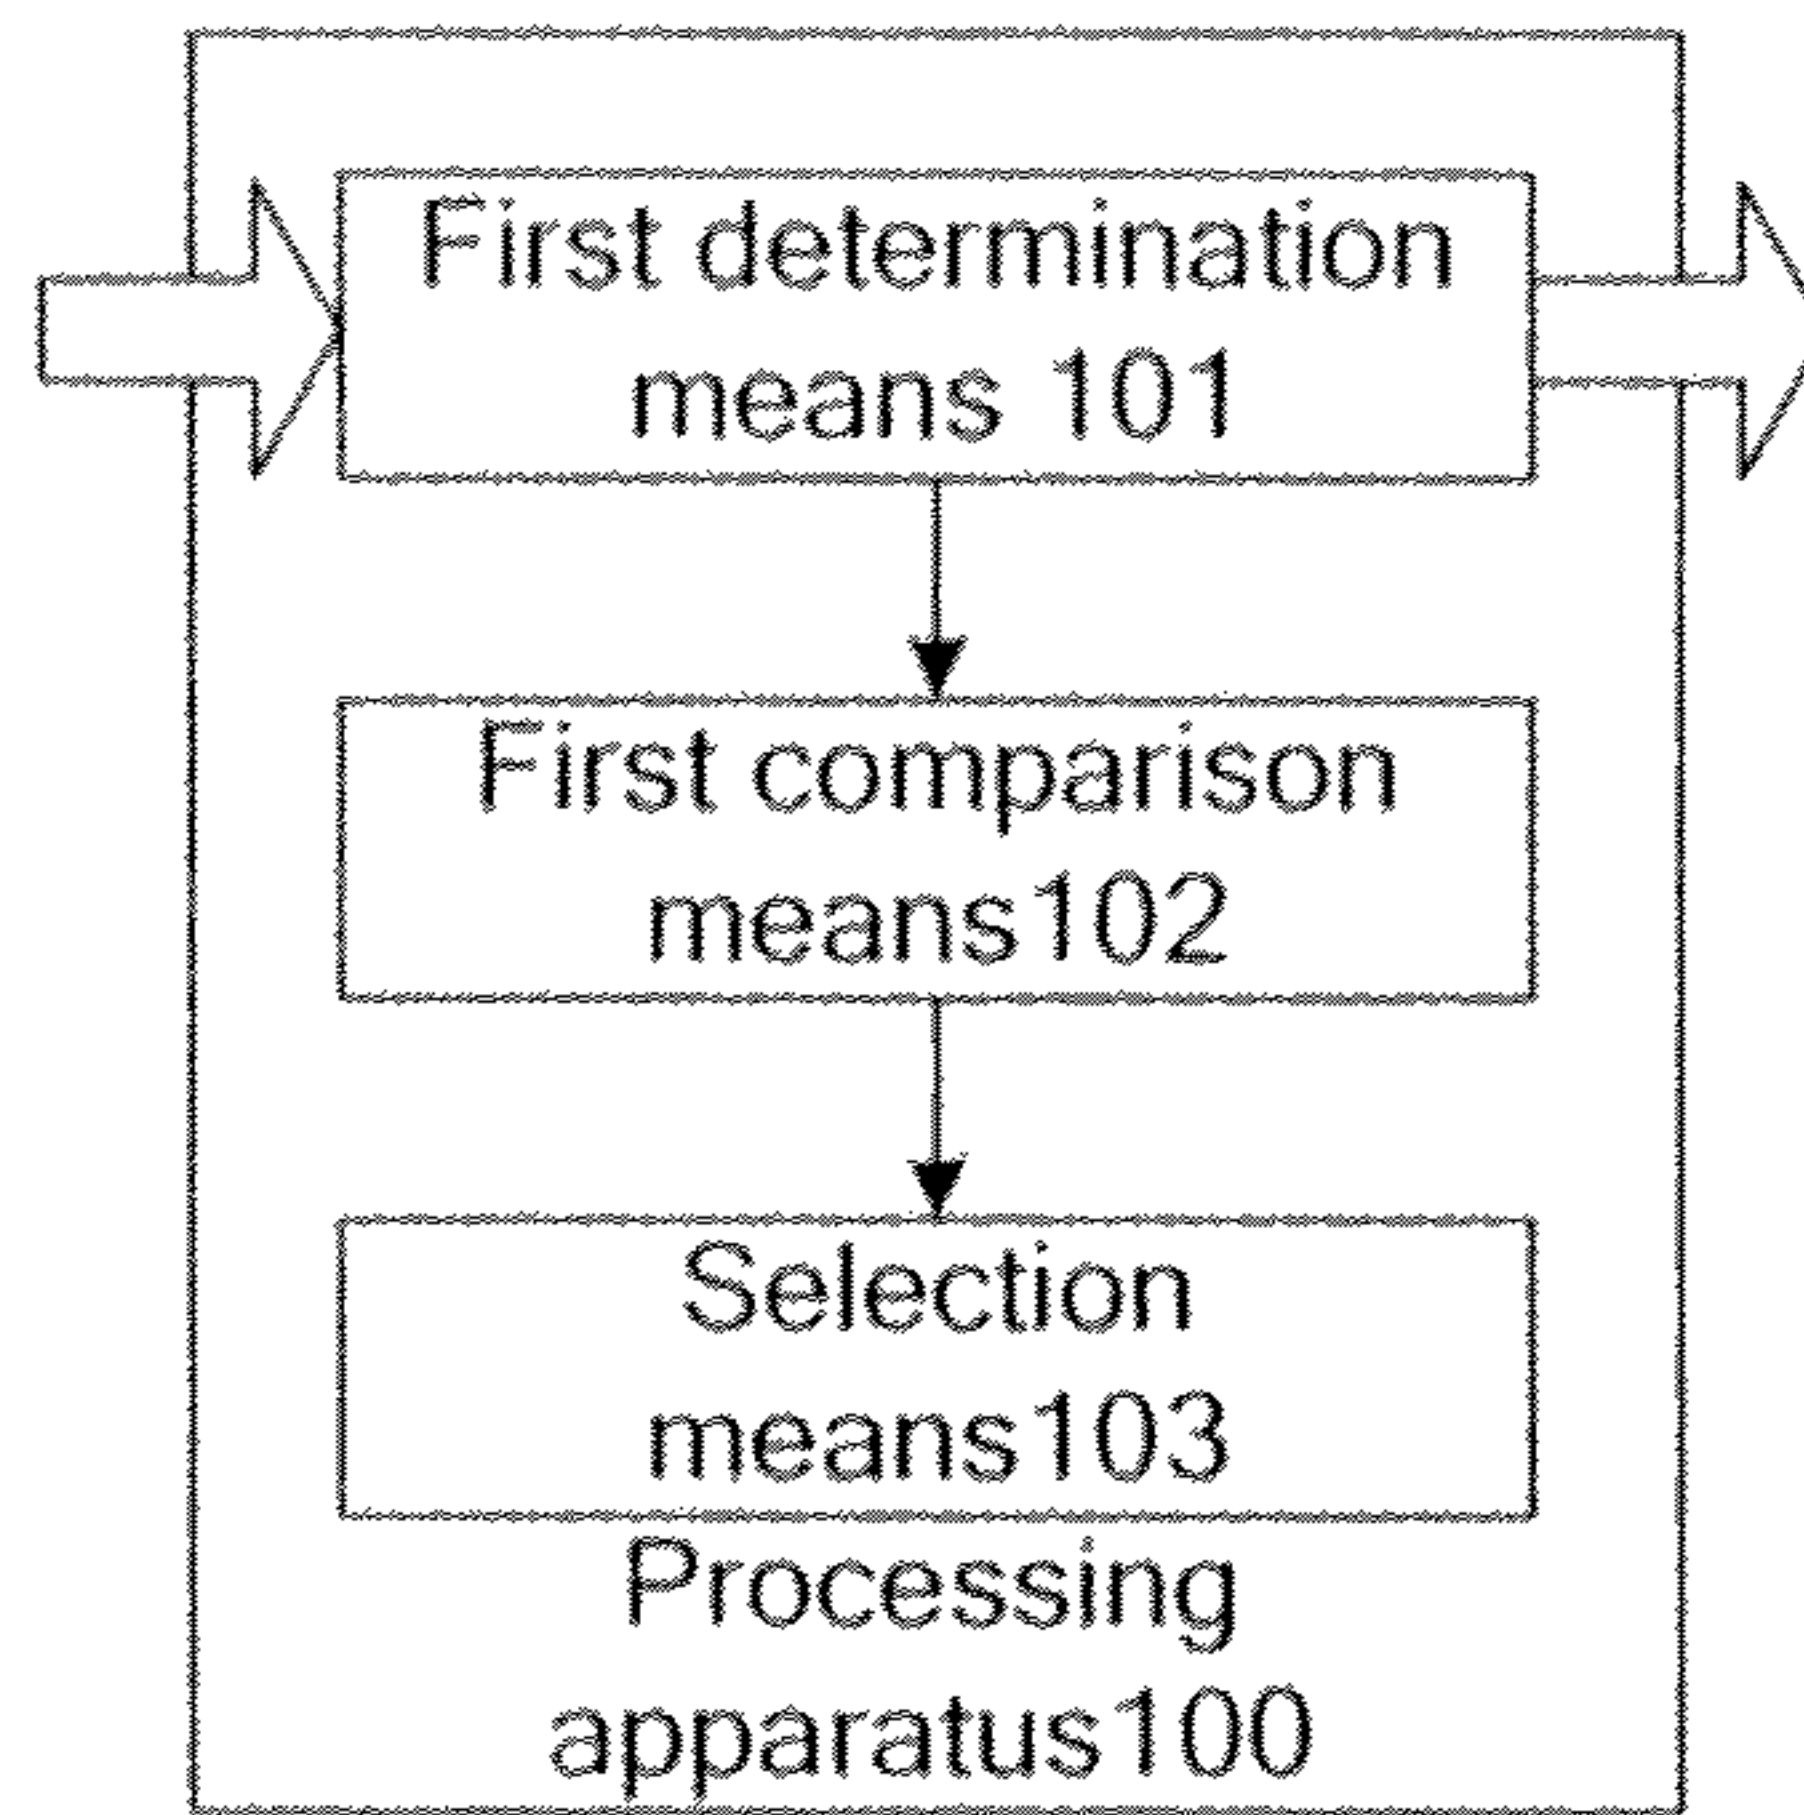 First determination
means 101
First comparison
means102
Selection
means103
Processing
apparatus100